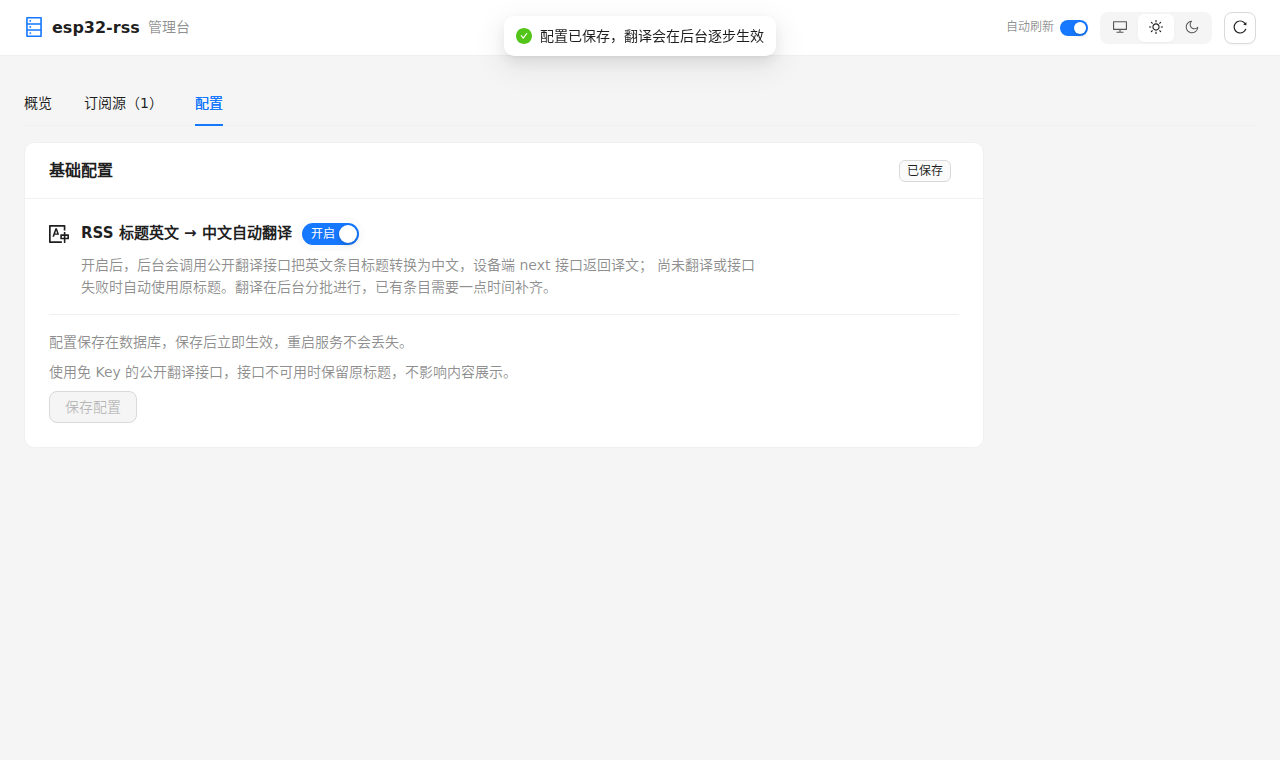 esp32-rss 管理台
配置已保存，翻译会在后台逐步生效
自动刷新
概览
订阅源（1）
配置
基础配置
已保存
RSS 标题英文 → 中文自动翻译
开启
开启后，后台会调用公开翻译接口把英文条目标题转换为中文，设备端 next 接口返回译文； 尚未翻译或接口
失败时自动使用原标题。翻译在后台分批进行，已有条目需要一点时间补齐。
配置保存在数据库，保存后立即生效，重启服务不会丢失。
使用免 Key 的公开翻译接口，接口不可用时保留原标题，不影响内容展示。
保存配置